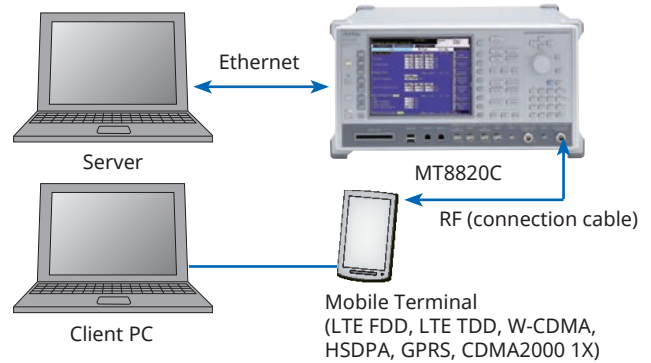 Ethernet
Server
MT8820C
RF (connection cable)
Client PC
Mobile Terminal
(LTE FDD, LTE TDD, W-CDMA,
HSDPA, GPRS, CDMA2000 1X)